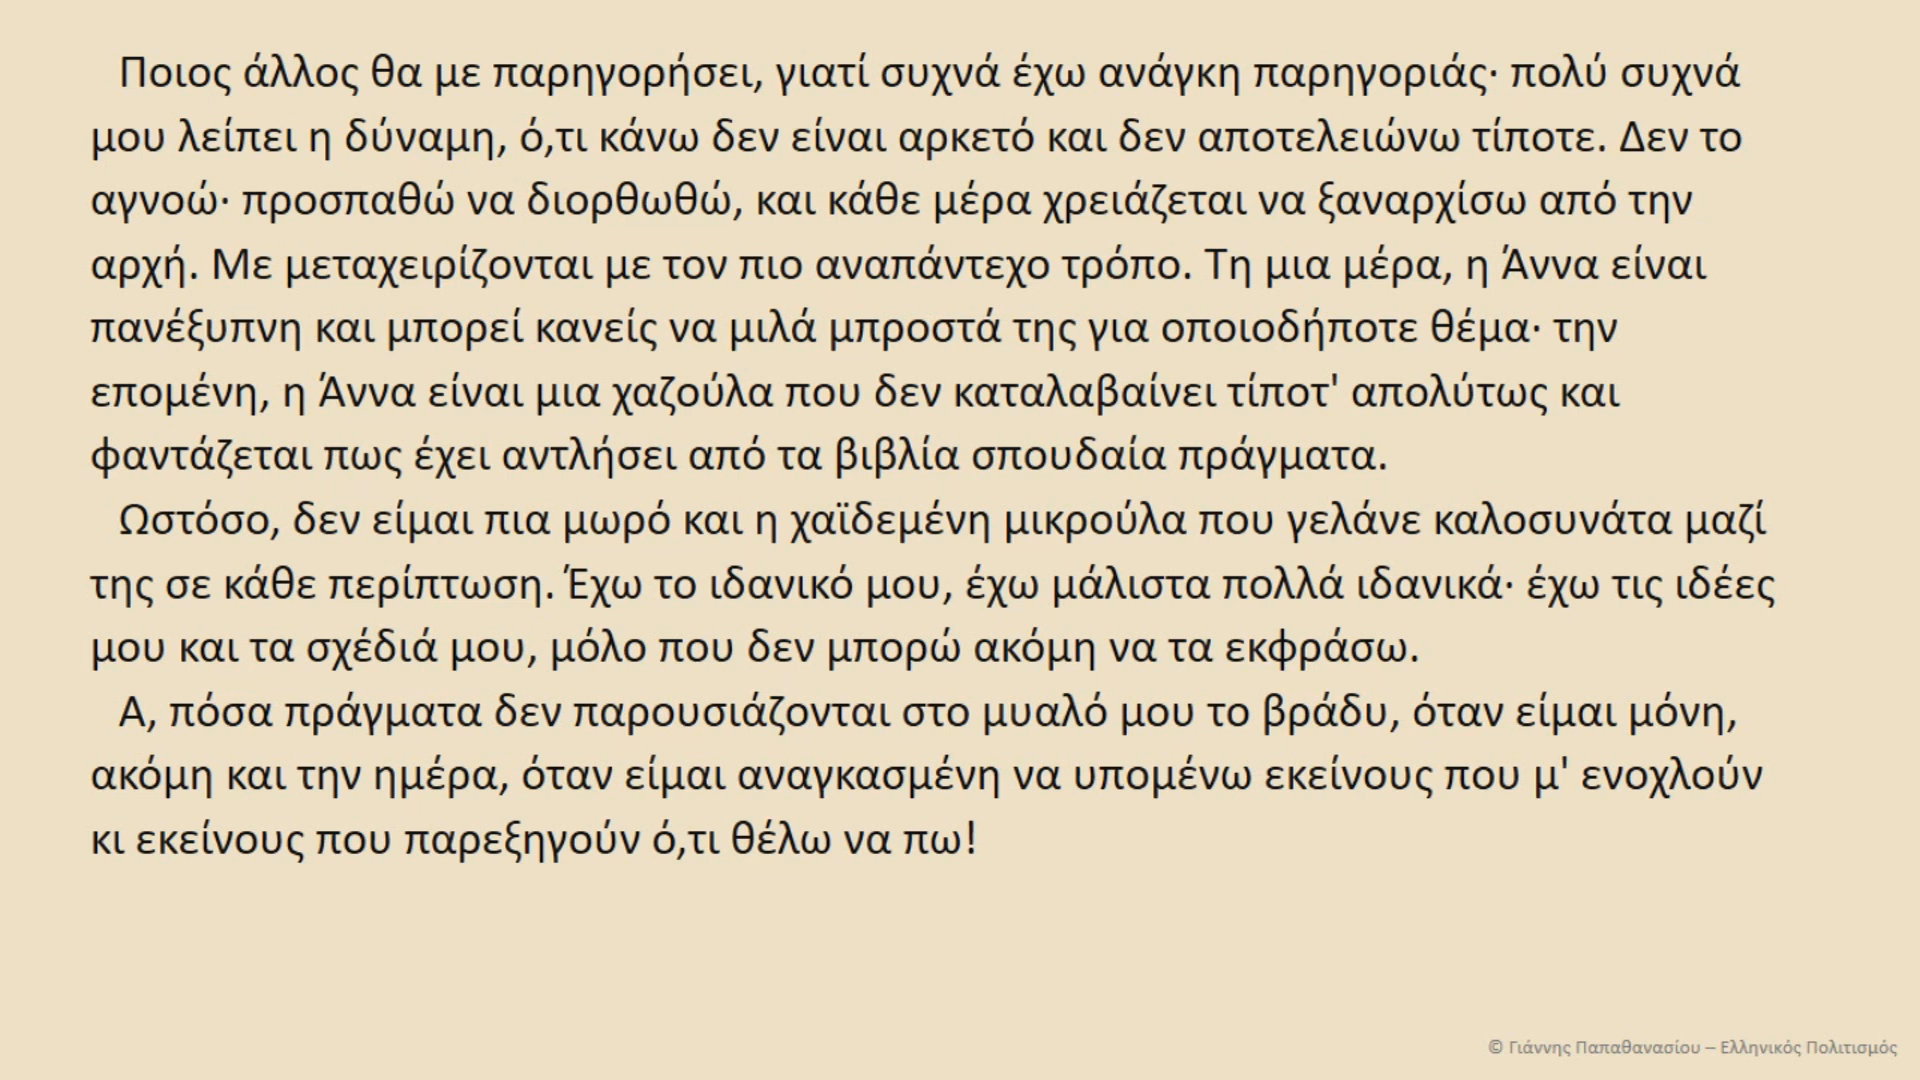 Ποιος άλλος θα με παρηγορήσει, γιατί συχνά έχω ανάγκη παρηγοριάς· πολύ συχνά
μου λείπει η δύναμη, ό,τι κάνω δεν είναι αρκετό και δεν αποτελειώνω τίποτε. Δεν το
αγνοώ· προσπαθώ να διορθωθώ, και κάθε μέρα χρειάζεται να ξαναρχίσω από την
αρχή. Με μεταχειρίζονται με τον πιο αναπάντεχο τρόπο. Τη μια μέρα, η Άννα είναι
πανέξυπνη και μπορεί κανείς να μιλά μπροστά της για οποιοδήποτε θέμα· την
επομένη, η Άννα είναι μια χαζούλα που δεν καταλαβαίνει τίποτ' απολύτως και
φαντάζεται πως έχει αντλήσει από τα βιβλία σπουδαία πράγματα.
Ωστόσο, δεν είμαι πια μωρό και η χαϊδεμένη μικρούλα που γελάνε καλοσυνάτα μαζί
της σε κάθε περίπτωση. Έχω το ιδανικό μου, έχω μάλιστα πολλά ιδανικά· έχω τις ιδέες
μου και τα σχέδιά μου, μόλο που δεν μπορώ ακόμη να τα εκφράσω.
Α, πόσα πράγματα δεν παρουσιάζονται στο μυαλό μου το βράδυ, όταν είμαι μόνη,
ακόμη και την ημέρα, όταν είμαι αναγκασμένη να υπομένω εκείνους που μ' ενοχλούν
κι εκείνους που παρεξηγούν ό,τι θέλω να πω!
© Γιάννης Παπαθανασίου – Ελληνικός Πολιτισμός